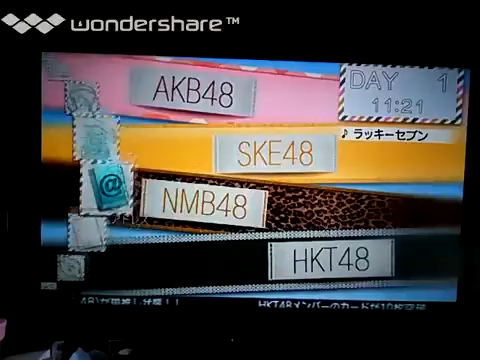 wondershare™
AKB48
DAY 1
11:21
♪ ラッキーセブン
SKE48
@
NMB48
HKT48
HKT48メンバーのカードが10枚